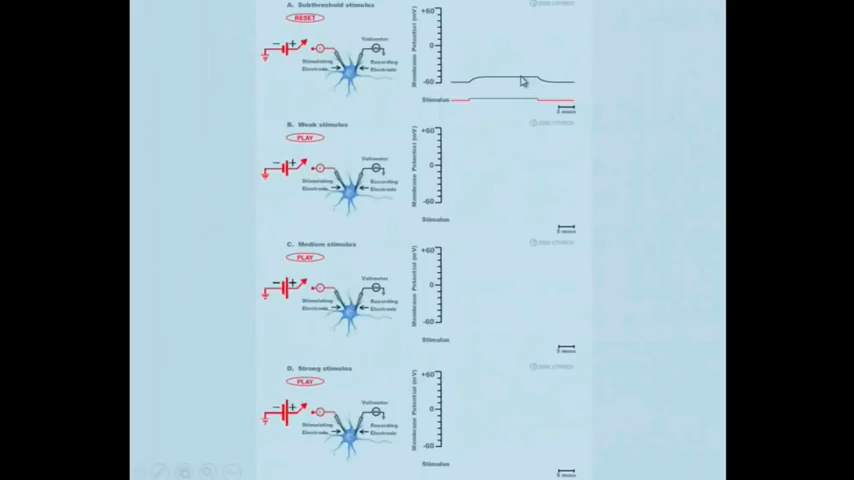 A. Subthreshold stimulus
RESET
Voltmeter
Stimulating
Electrode
Recording
Electrode
Membrane Potential (mV)
+60
0
-60
Stimulus
5 msec
B. Weak stimulus
PLAY
Voltmeter
Stimulating
Electrode
Recording
Electrode
Membrane Potential (mV)
+60
0
-60
Stimulus
5 msec
C. Medium stimulus
PLAY
Voltmeter
Stimulating
Electrode
Recording
Electrode
Membrane Potential (mV)
+60
0
-60
Stimulus
5 msec
D. Strong stimulus
PLAY
Voltmeter
Stimulating
Electrode
Recording
Electrode
Membrane Potential (mV)
+60
0
-60
Stimulus
5 msec